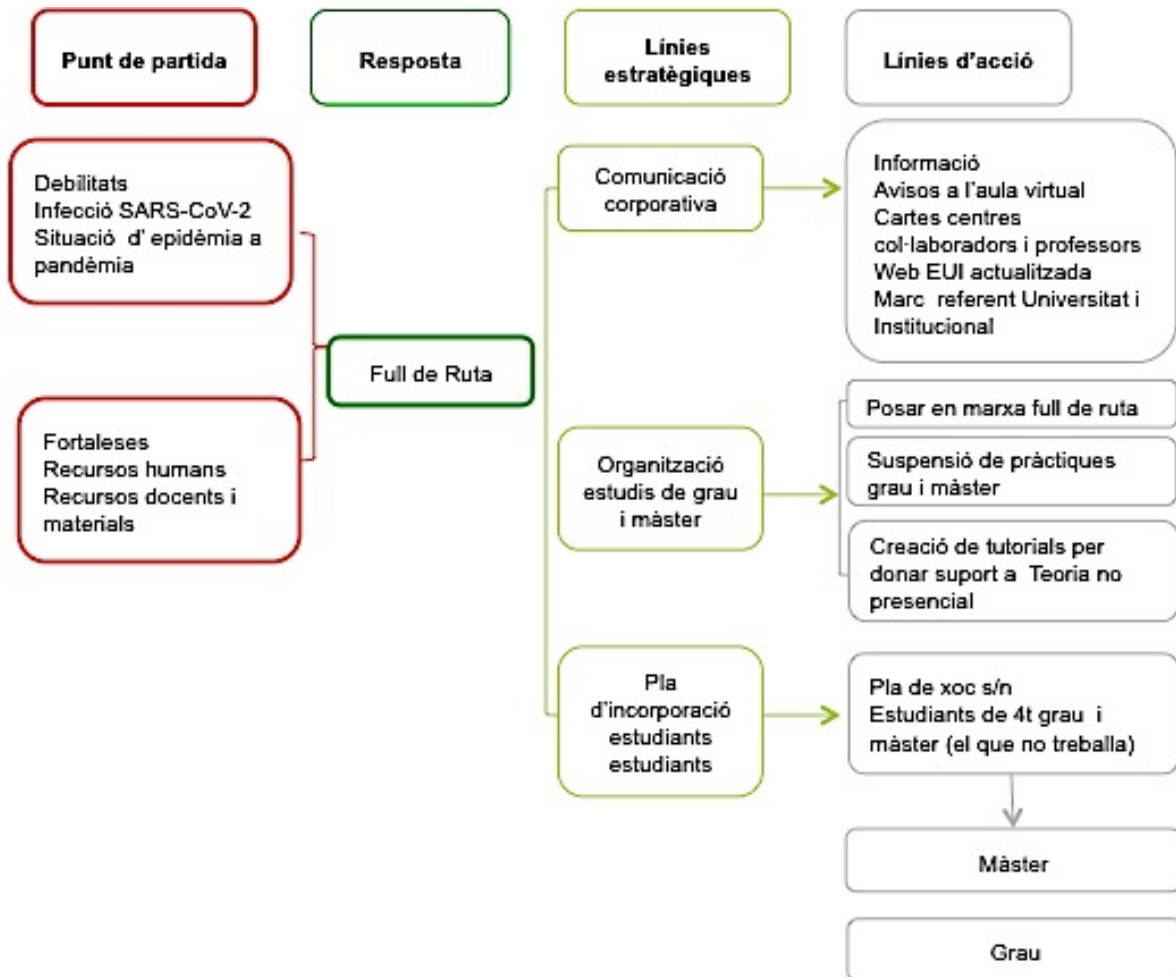 Punt de partida
Resposta
Línies
estratègiques
Línies d'acció
Debilitats
Infecció SARS-CoV-2
Situació d' epidèmia a
pandèmia
Fortaleses
Recursos humans
Recursos docents i
materials
Full de Ruta
Comunicació
corporativa
Organització
estudis de grau
i màster
Pla
d'incorporació
estudiants
estudiants
Informació
Avisos a l'aula virtual
Cartes centres
col·laboradors i professors
Web EUI actualitzada
Marc referent Universitat i
Institucional
Posar en marxa full de ruta
Suspensió de pràctiques
grau i màster
Creació de tutorials per
donar suport a Teoria no
presencial
Pla de xoc s/n
Estudiants de 4t grau i
màster (el que no treballa)
Màster
Grau